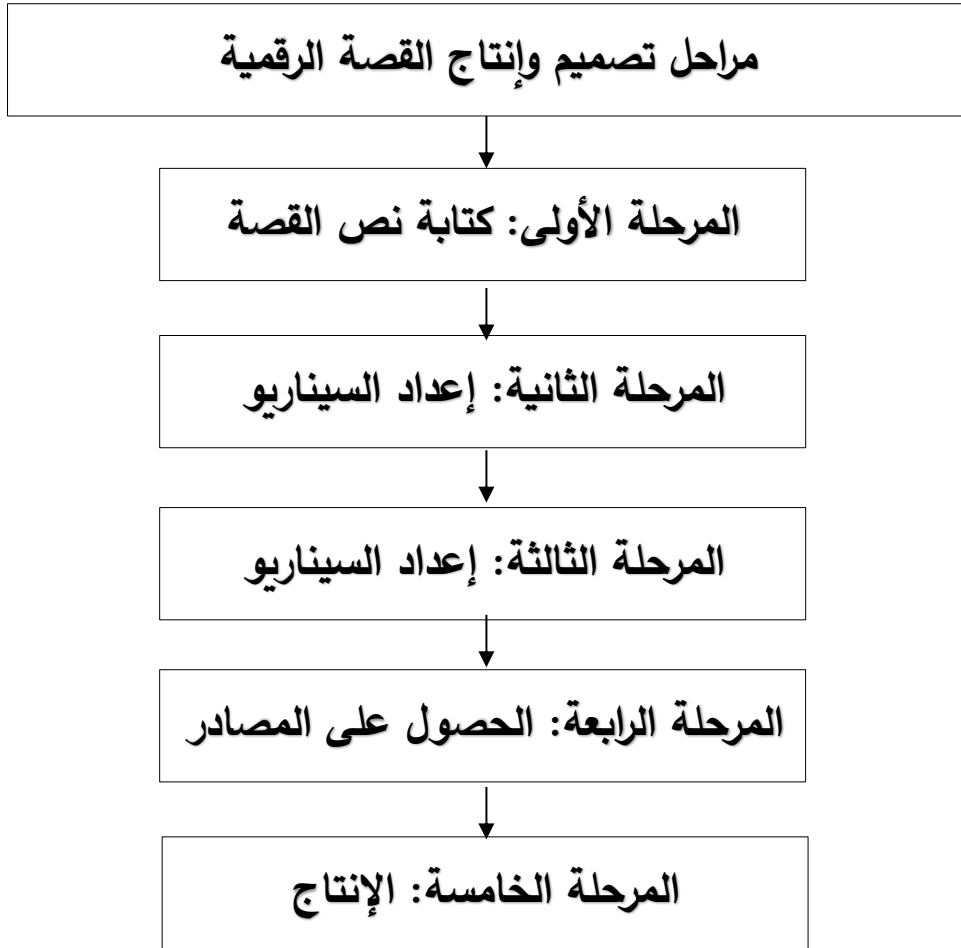 مراحل تصميم وإنتاج القصة الرقمية
المرحلة الأولى: كتابة نص القصة
المرحلة الثانية: إعداد السيناريو
المرحلة الثالثة: إعداد السيناريو
المرحلة الرابعة: الحصول على المصادر
المرحلة الخامسة: الإنتاج